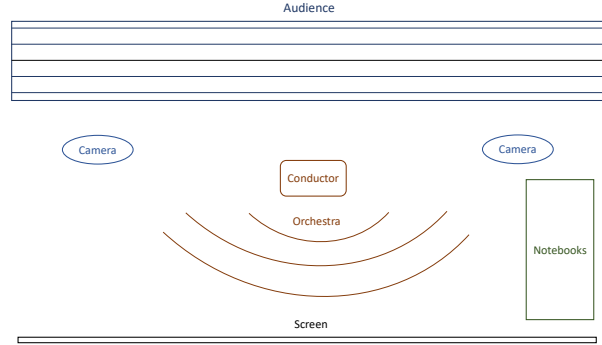 Audience
Camera
Camera
Conductor
Orchestra
Notebooks
Screen